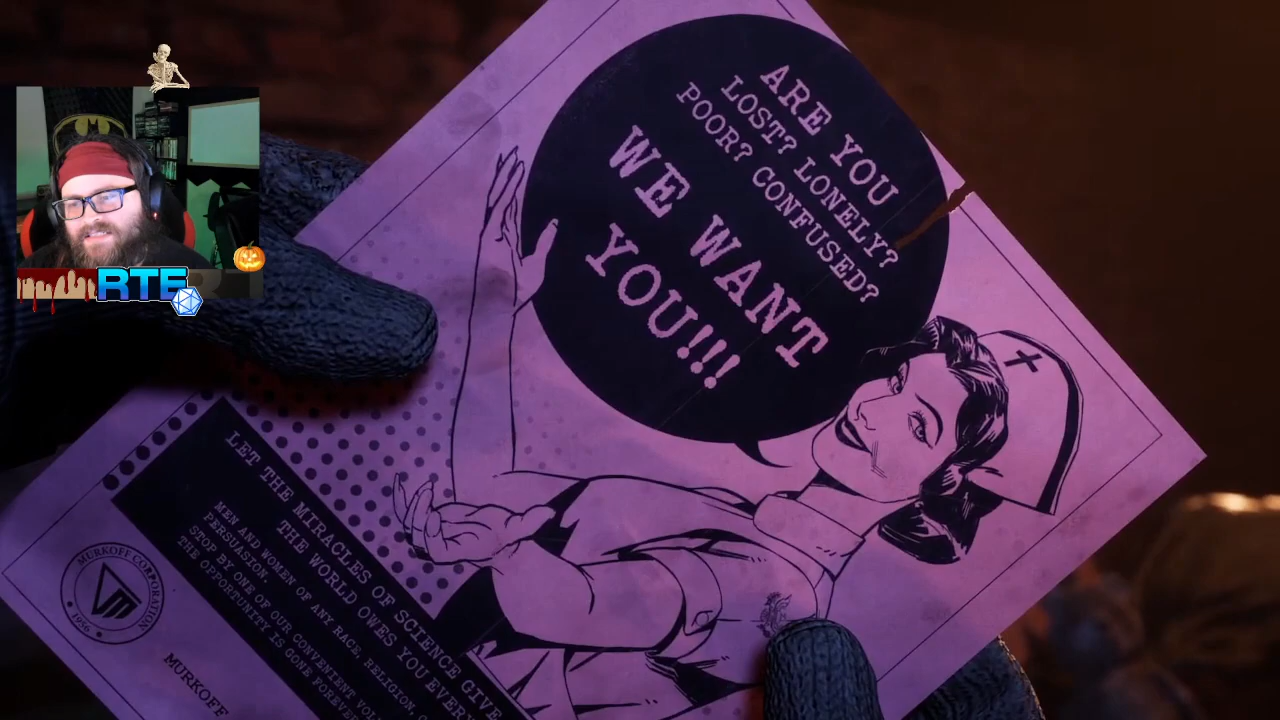 ARE YOU
LOST? LONELY?
POOR? CONFUSED?
WE WANT
YOU!!!
LET THE MIRACLES OF SCIENCE GIVE
THE WORLD OWES YOU EVERY
MEN AND WOMEN OF ANY RACE, RELIGION,
PERSUASION.
STOP BY ONE OF OUR CONVENIENT
THE OPPORTUNITY IS GONE FOREVER
MURKOFF CORPORATION
1956
MURKOFF
RTF